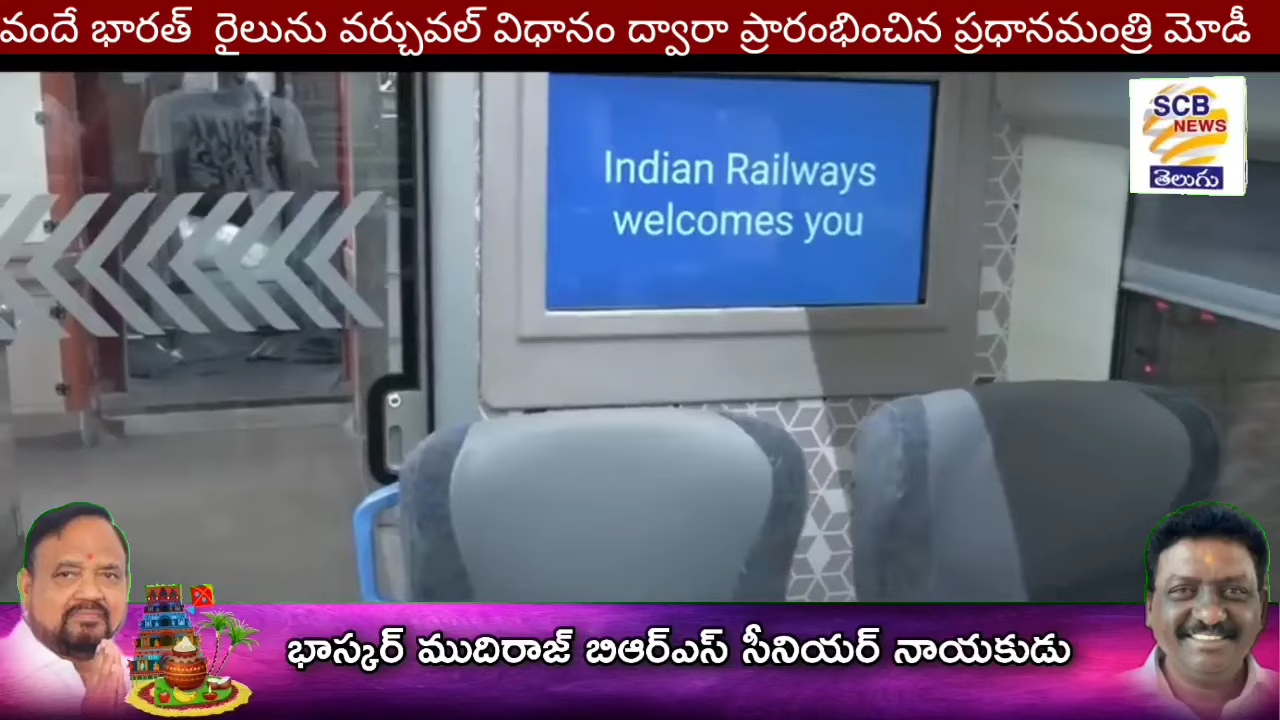 వందే భారత్ రైలును వర్చువల్ విధానం ద్వారా ప్రారంభించిన ప్రధానమంత్రి మోడీ
SCB
NEWS
తెలుగు
Indian Railways
welcomes you
భాస్కర్ ముదిరాజ్ బిఆర్ఎస్ సీనియర్ నాయకుడు